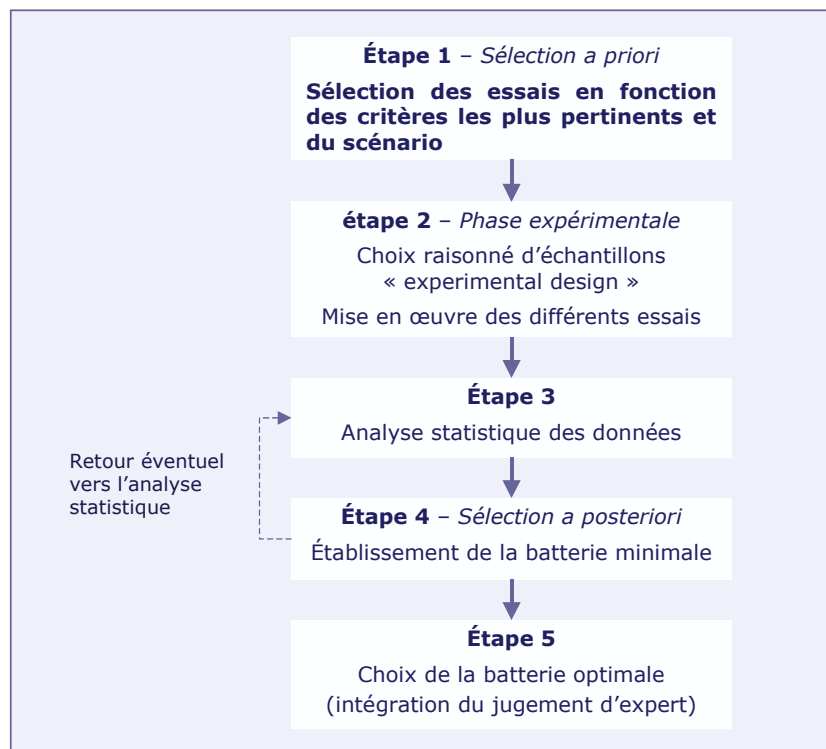 Étape 1 – Sélection a priori
Sélection des essais en fonction
des critères les plus pertinents et
du scénario
étape 2 – Phase expérimentale
Choix raisonné d’échantillons
« experimental design »
Mise en œuvre des différents essais
Étape 3
Analyse statistique des données
Retour éventuel
vers l’analyse
statistique
Étape 4 – Sélection a posteriori
Établissement de la batterie minimale
Étape 5
Choix de la batterie optimale
(intégration du jugement d’expert)